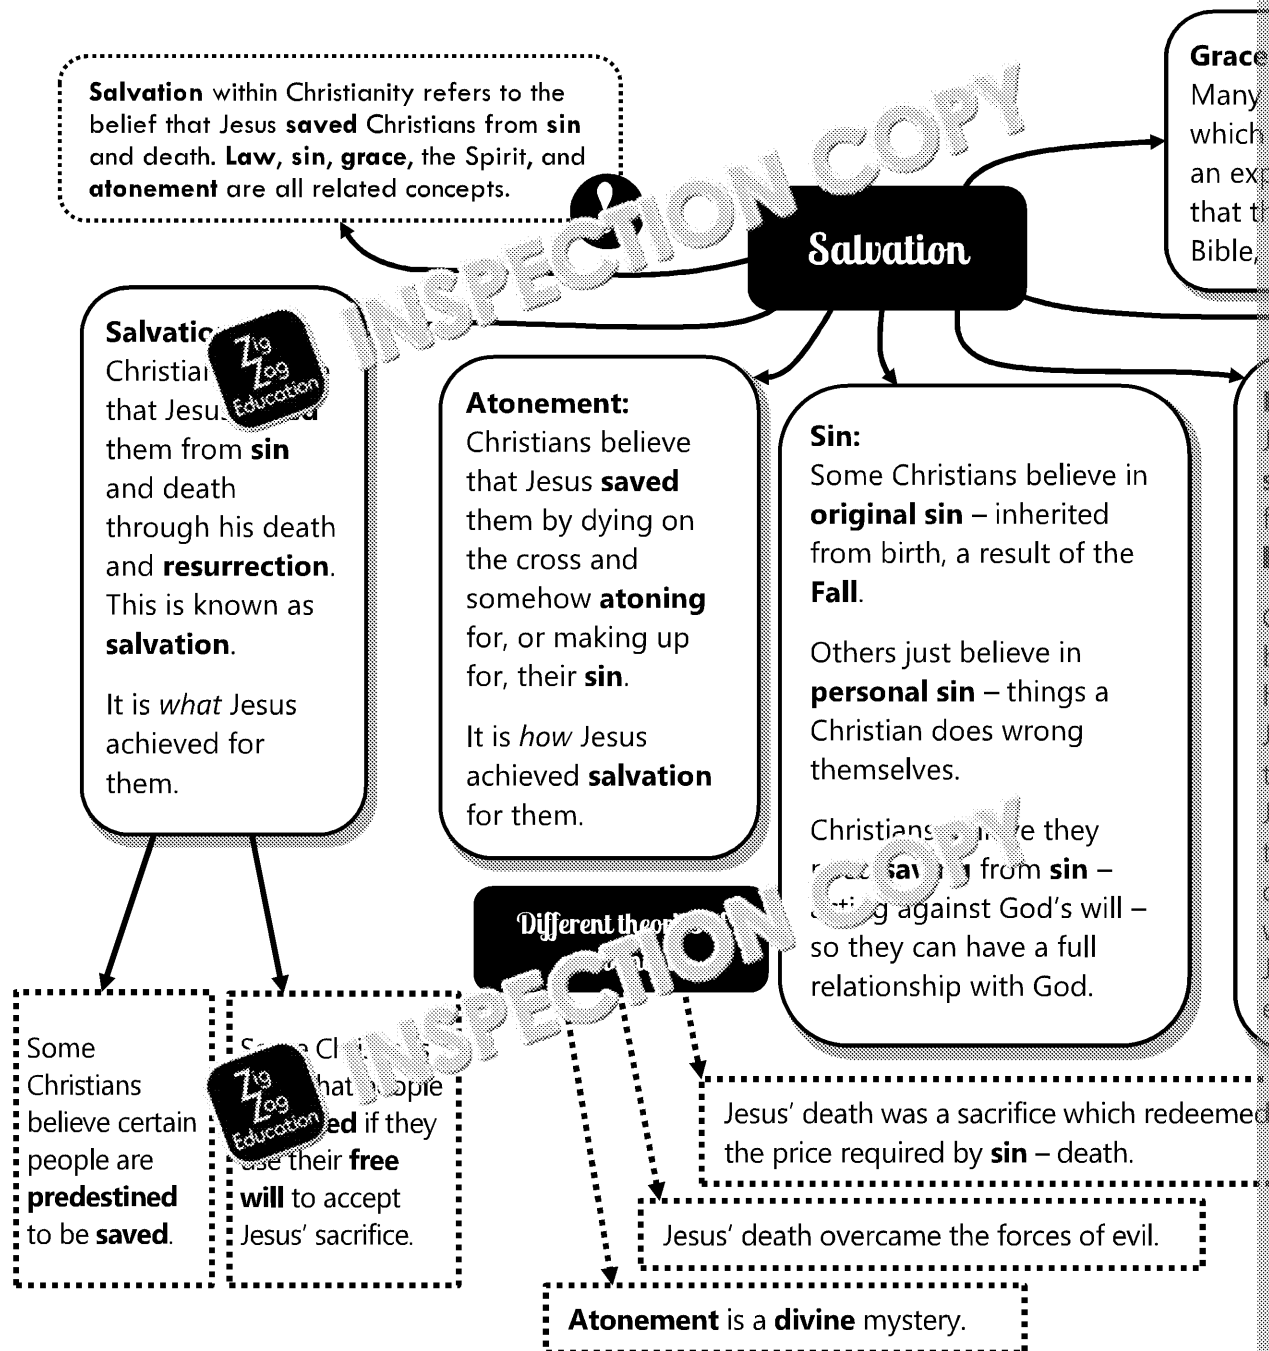 Salvation within Christianity refers to the
belief that Jesus saved Christians from sin
and death. Law, sin, grace, the Spirit, and
atonement are all related concepts.
Salvation
Grace
Many
which
an
that
Bible,
them from sin
and death
through his death
and resurrection.
This is known as
salvation.
It is what Jesus
achieved for
them.
that Jesus
Atonement:
Christians believe
that Jesus saved
them by dying on
the cross and
somehow atoning
for, or making up
for, their sin.
It is how Jesus
achieved salvation
for them.
Sin:
Some Christians believe in
original sin – inherited
from birth, a result of the
Fall.
Others just believe in
personal sin – things a
Christian does wrong
themselves.
Christians believe they
saving from sin –
acting against God's will –
so they can have a full
relationship with God.
Different
Some
Christians
believe certain
people are
predestined
to be saved.
Some Christians
that people
if they
use their free
will to accept
Jesus' sacrifice.
Jesus' death was a sacrifice which redeemed
the price required by sin – death.
Jesus' death overcame the forces of evil.
Atonement is a divine mystery.
INSPECTION COPY
Zig
Zag
Education
INSPECTION COPY
Zig
Zag
Education